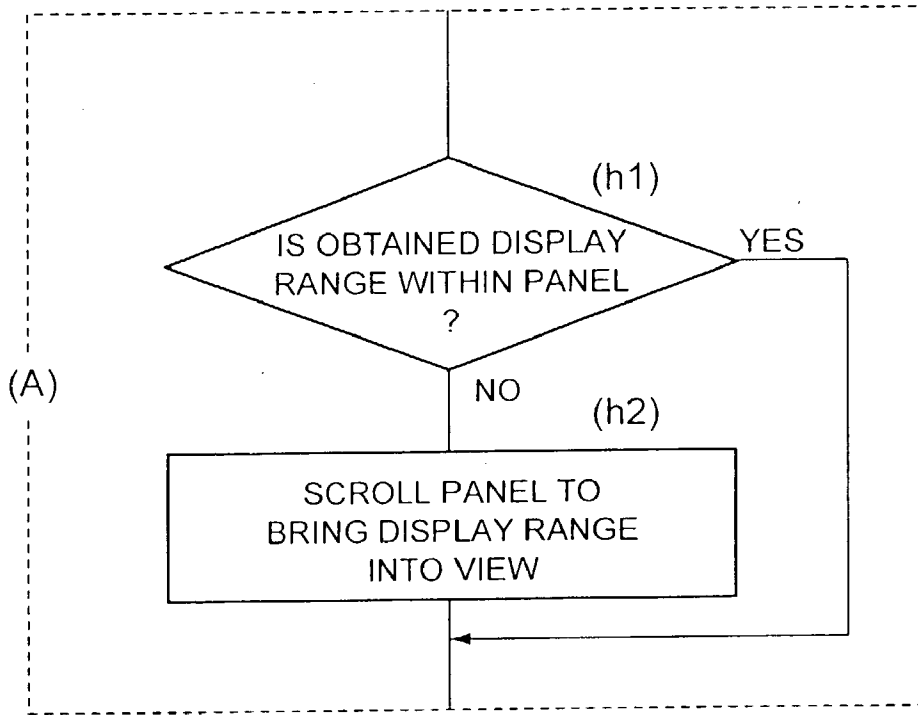 (h1)
IS OBTAINED DISPLAY
RANGE WITHIN PANEL
?
YES
(A)
NO
(h2)
SCROLL PANEL TO
BRING DISPLAY RANGE
INTO VIEW